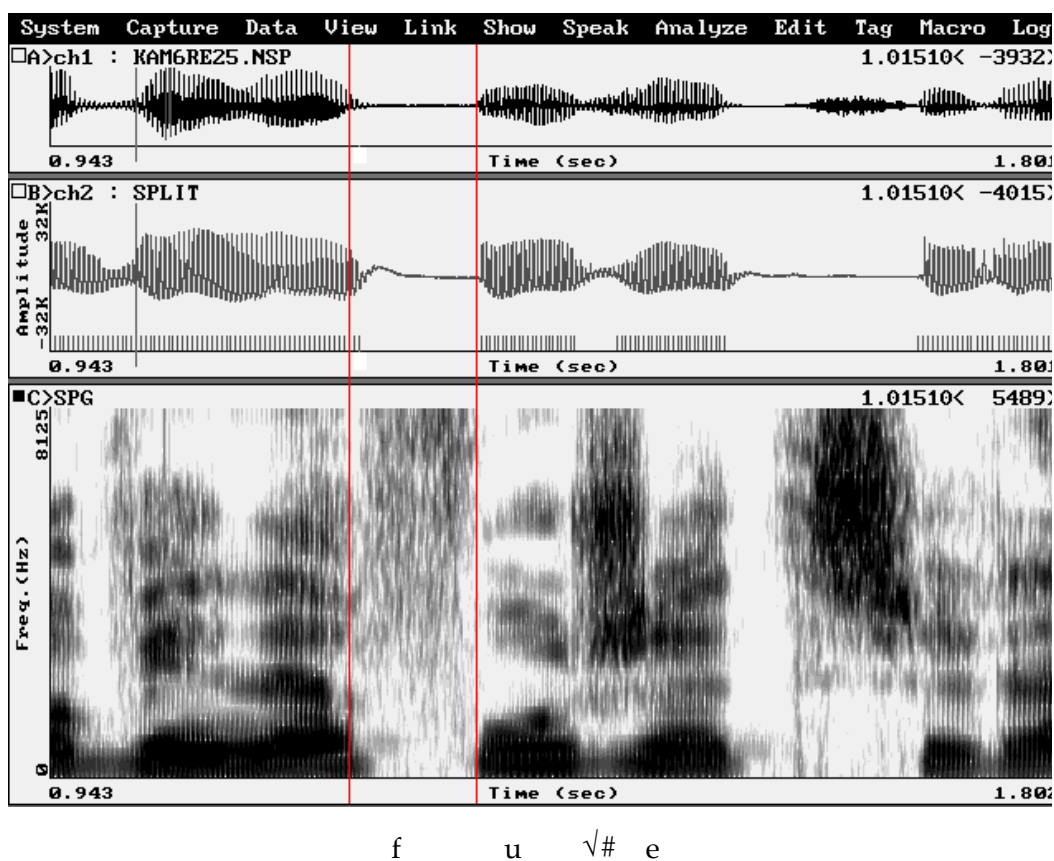 System Capture Data View Link Show Speak Analyze Edit Tag Macro Log
A>ch1 : KAM6RE25.NSP 1.01510< -3932>
0.943 Time (sec) 1.801
B>ch2 : SPLIT 1.01510< -4015>
Amplitude
-32K 32K
0.943 Time (sec) 1.801
C>SPG 1.01510< 5489>
Freq.(Hz)
0 8125
0.943 Time (sec) 1.802
f u √# e